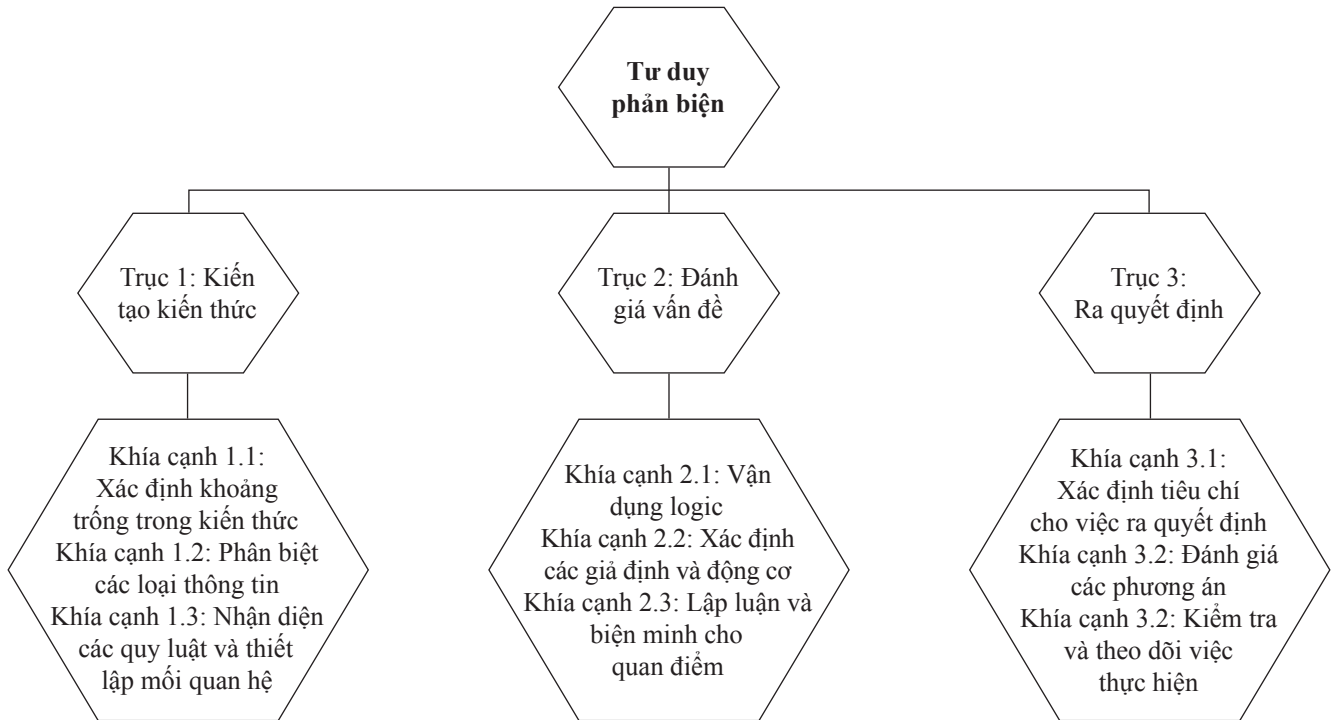 Tư duy
phản biện
Trục 1: Kiến
tạo kiến thức
Trục 2: Đánh
giá vấn đề
Trục 3:
Ra quyết định
Khía cạnh 1.1:
Xác định khoảng
trống trong kiến thức
Khía cạnh 1.2: Phân biệt
các loại thông tin
Khía cạnh 1.3: Nhận diện
các quy luật và thiết
lập mối quan hệ
Khía cạnh 2.1: Vận
dụng logic
Khía cạnh 2.2: Xác định
các giả định và động cơ
Khía cạnh 2.3: Lập luận và
biện minh cho
quan điểm
Khía cạnh 3.1:
Xác định tiêu chí
cho việc ra quyết định
Khía cạnh 3.2: Đánh giá
các phương án
Khía cạnh 3.2: Kiểm tra
và theo dõi việc
thực hiện